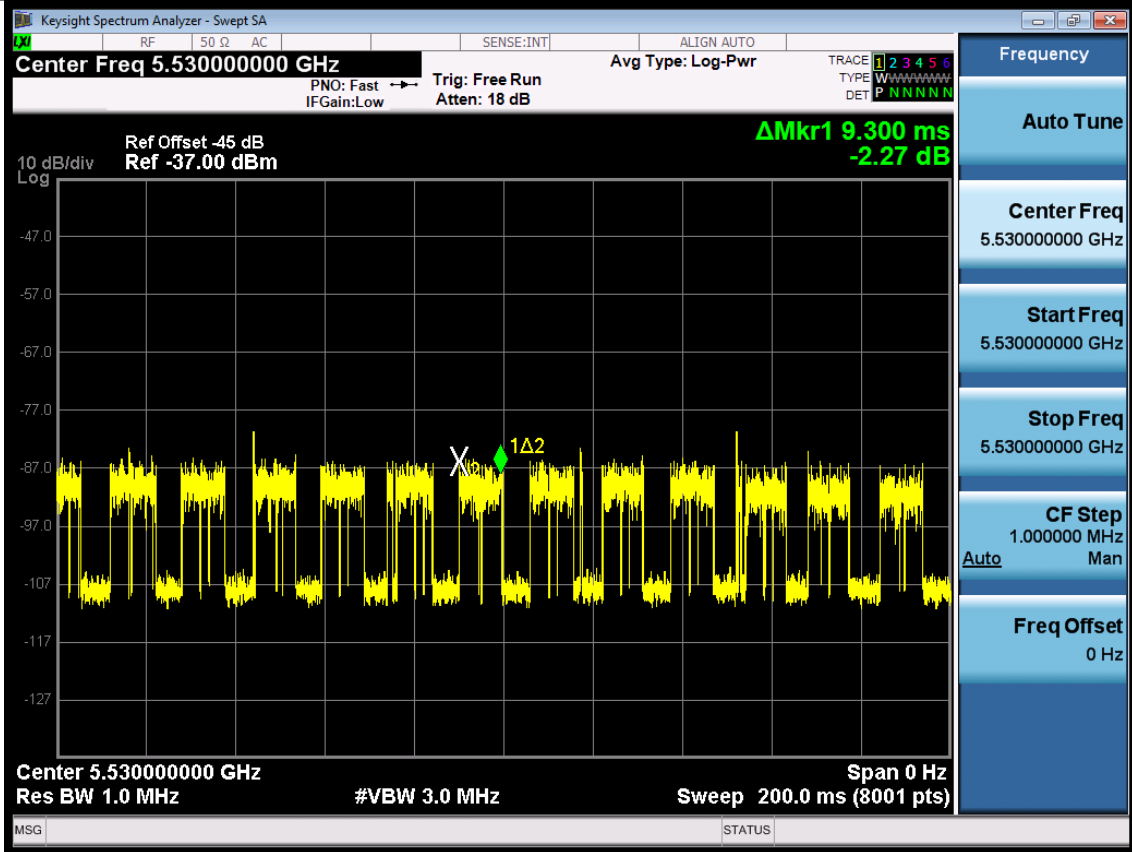 Keysight Spectrum Analyzer - Swept SA
LXI RF 50 Ω AC SENSE:INT ALIGN AUTO
Center Freq 5.530000000 GHz
PNO: Fast
IFGain:Low
Trig: Free Run
Atten: 18 dB
Avg Type: Log-Pwr
TRACE 1 2 3 4 5 6
TYPE WWWWWW
DET P N N N N N
ΔMkr1 9.300 ms
-2.27 dB
Ref Offset -45 dB
10 dB/div Ref -37.00 dBm
Log
-47.0
-57.0
-67.0
-77.0
1Δ2
-87.0
X2
-97.0
-107
-117
-127
Center 5.530000000 GHz Span 0 Hz
Res BW 1.0 MHz #VBW 3.0 MHz Sweep 200.0 ms (8001 pts)
MSG STATUS
Frequency
Auto Tune
Center Freq
5.530000000 GHz
Start Freq
5.530000000 GHz
Stop Freq
5.530000000 GHz
CF Step
1.000000 MHz
Auto Man
Freq Offset
0 Hz